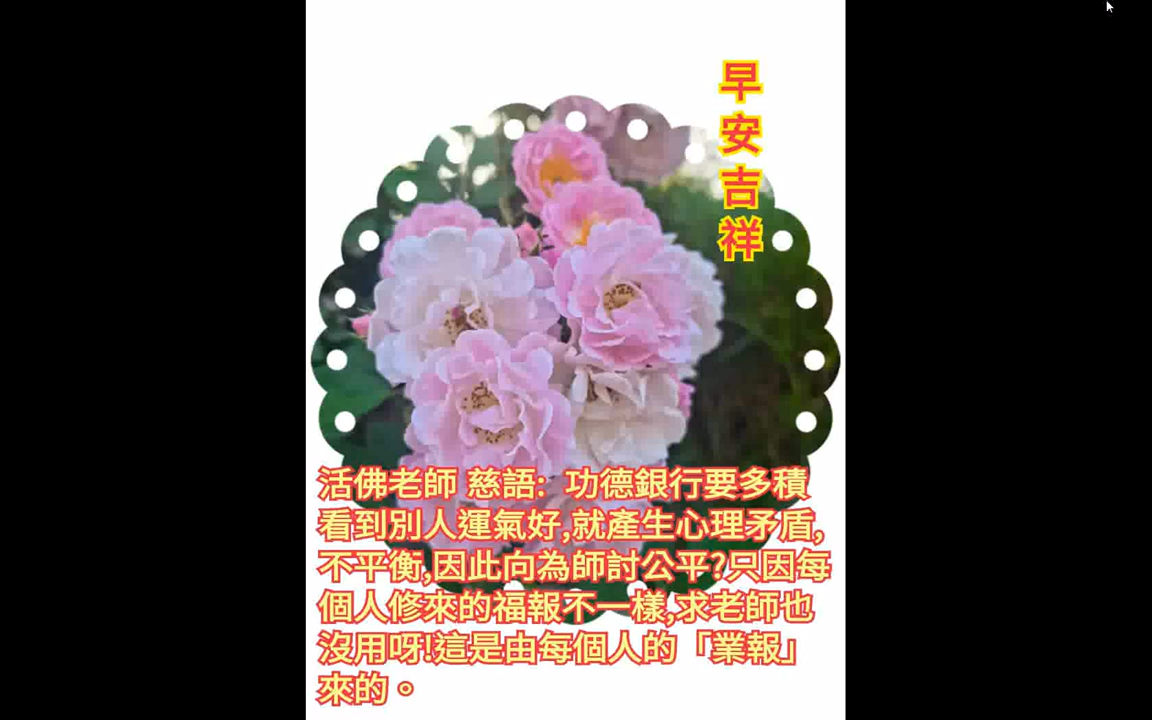 早安吉祥
活佛老師 慈語: 功德銀行要多積
看到別人運氣好,就產生心理矛盾,
不平衡,因此向為師討公平?只因每
個人修來的福報不一樣,求老師也
沒用呀!這是由每個人的「業報」
來的。